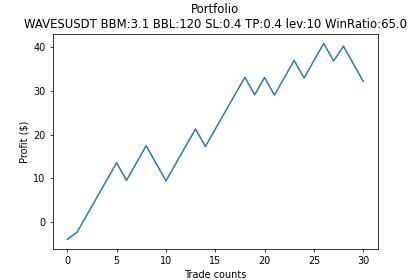 Portfolio
WAVESUSDT BBM:3.1 BBL:120 SL:0.4 TP:0.4 lev:10 WinRatio:65.0
40
30
20
10
0
Profit ($)
0 5 10 15 20 25 30
Trade counts